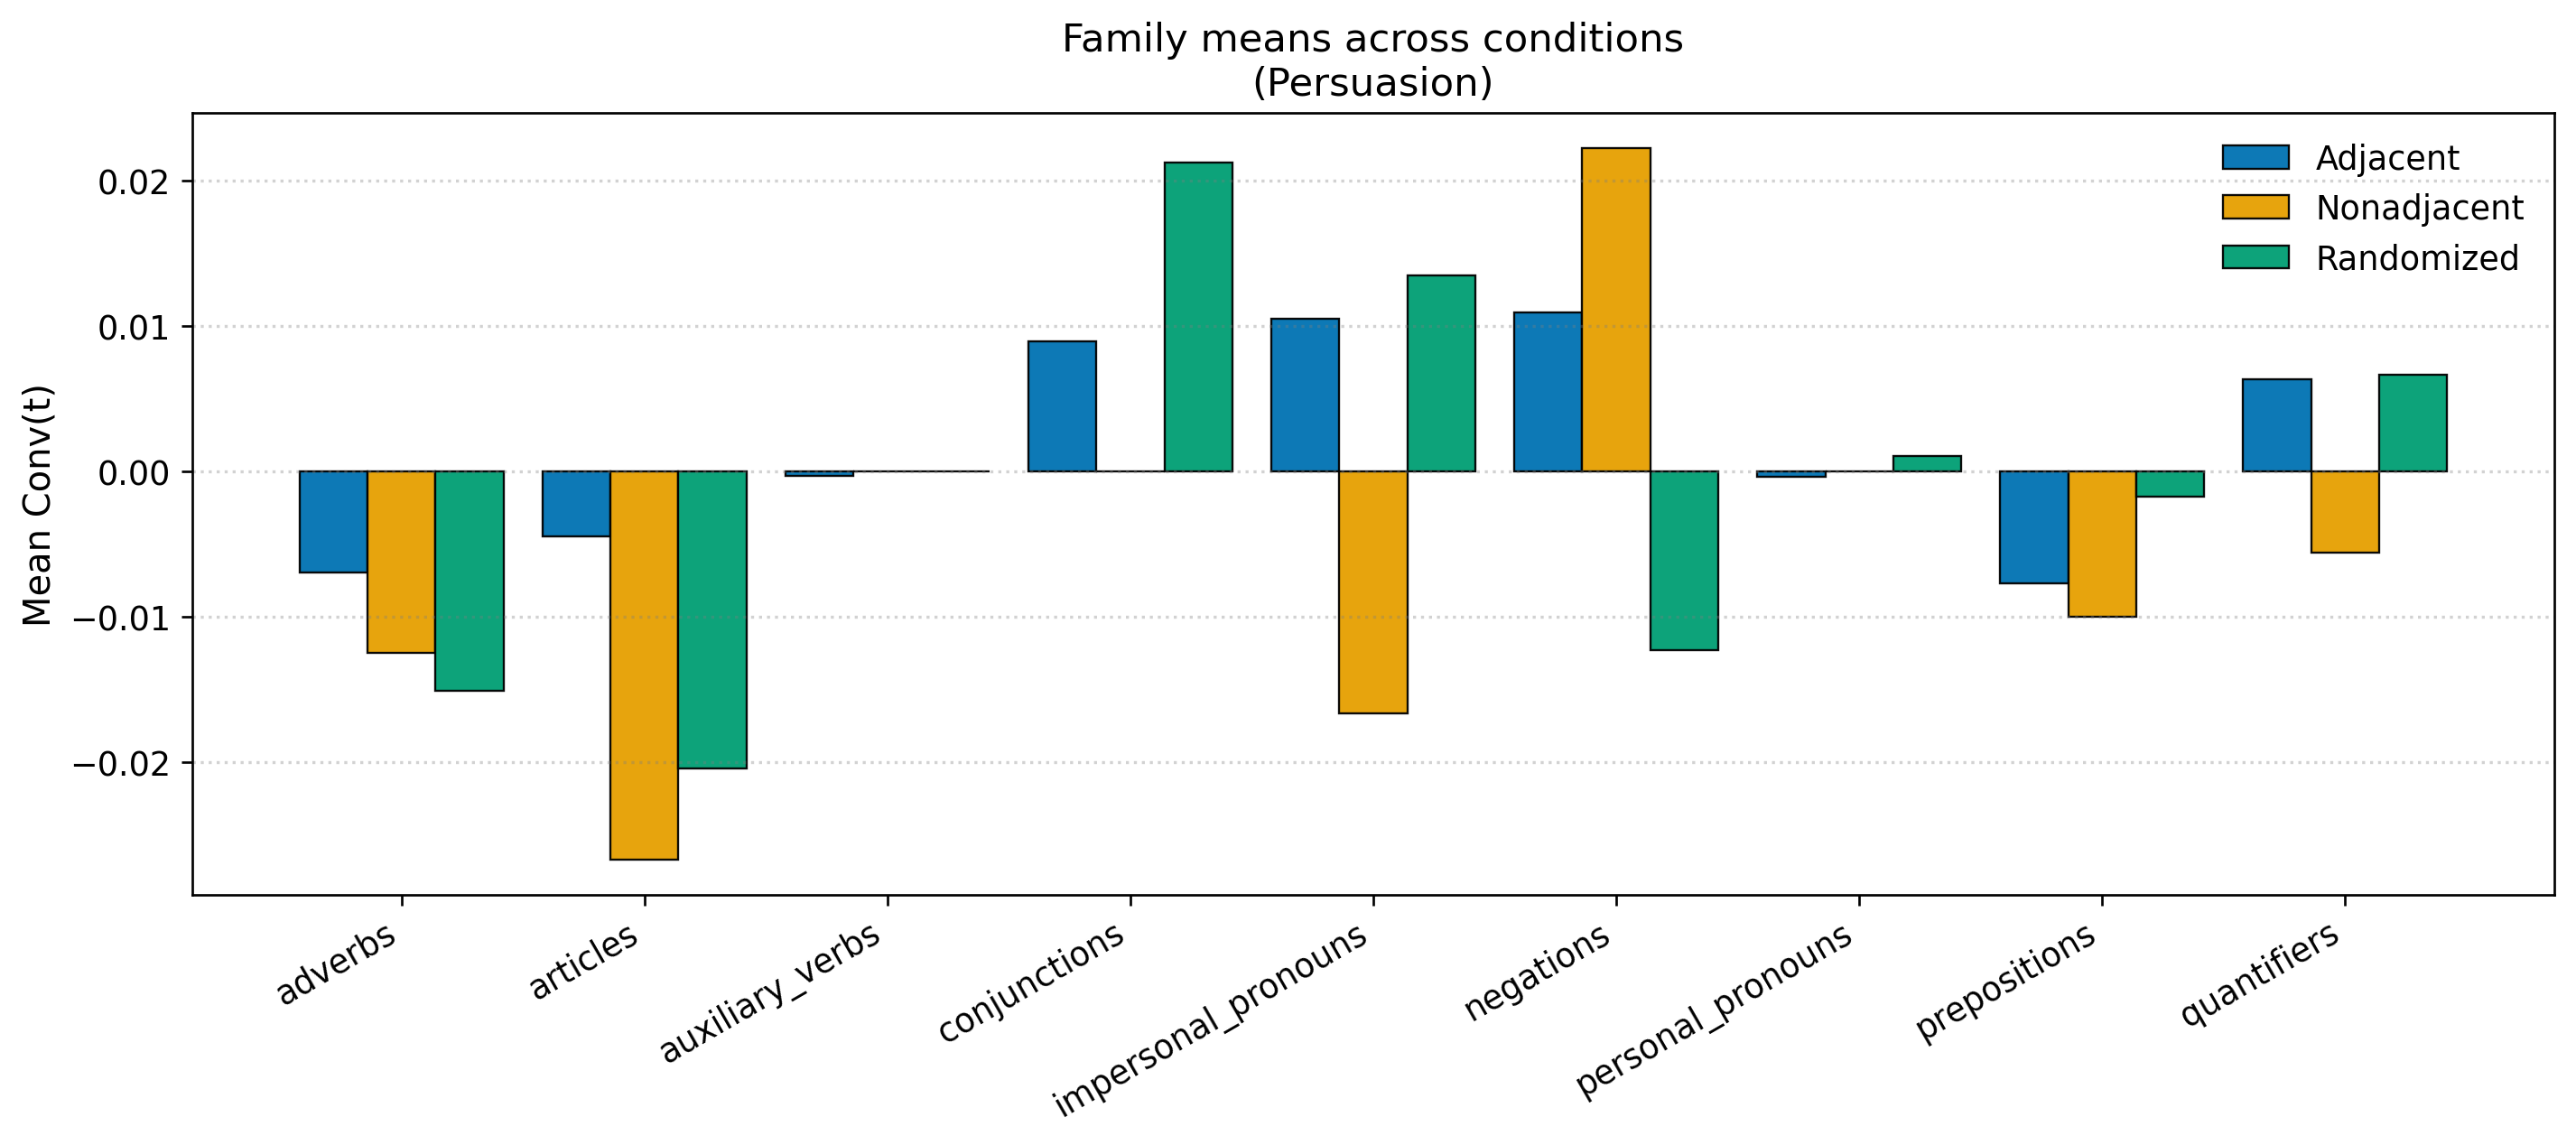 Family means across conditions
(Persuasion)
Mean Conv(t)
0.02
0.01
0.00
−0.01
−0.02
Adjacent
Nonadjacent
Randomized
adverbs
articles
auxiliary_verbs
conjunctions
impersonal_pronouns
negations
personal_pronouns
prepositions
quantifiers